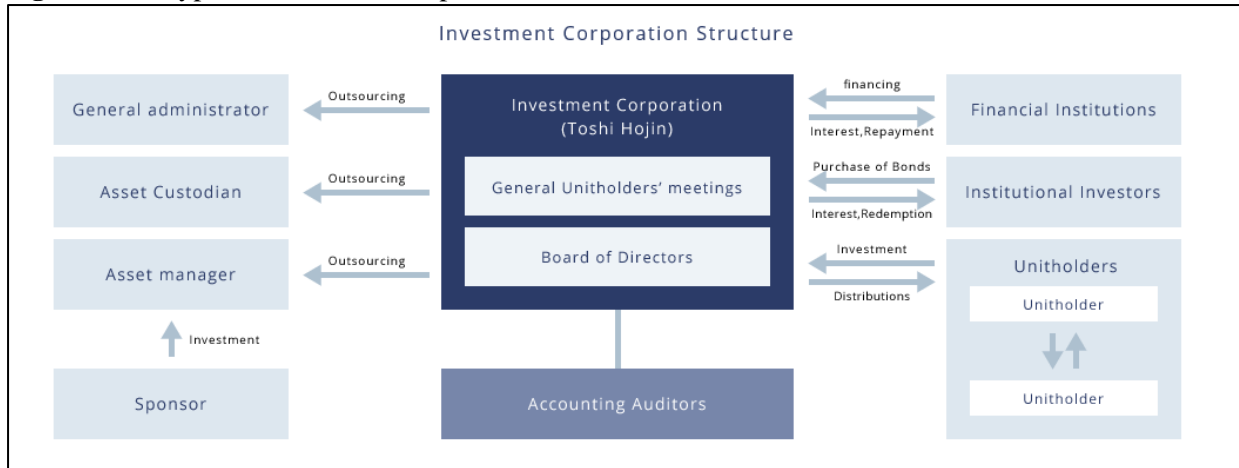 Investment Corporation Structure
General administrator
Outsourcing
Asset Custodian
Outsourcing
Asset manager
Outsourcing
Investment
Sponsor
Investment Corporation
(Toshi Hojin)
General Unitholders’ meetings
Board of Directors
Accounting Auditors
financing
Interest,Repayment
Financial Institutions
Purchase of Bonds
Interest,Redemption
Institutional Investors
Investment
Distributions
Unitholders
Unitholder
Unitholder